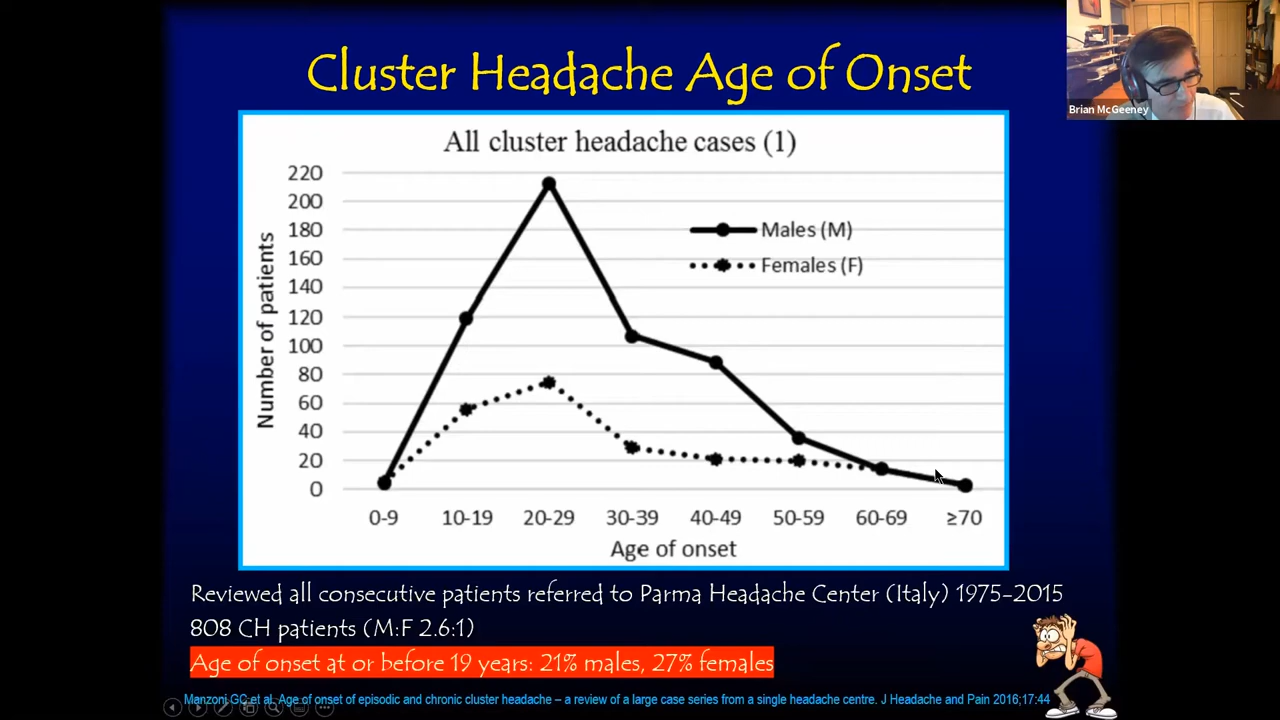 Cluster Headache Age of Onset
Brian McGeeney
All cluster headache cases (1)
220
200
180
160
140
120
100
80
60
40
20
0
Number of patients
Males (M)
Females (F)
0-9 10-19 20-29 30-39 40-49 50-59 60-69 ≥70
Age of onset
Reviewed all consecutive patients referred to Parma Headache Center (Italy) 1975-2015
808 CH patients (M:F 2.6:1)
Age of onset at or before 19 years: 21% males, 27% females
Manzoni GC et al. Age of onset of episodic and chronic cluster headache – a review of a large case series from a single headache centre. J Headache and Pain 2016;17:44